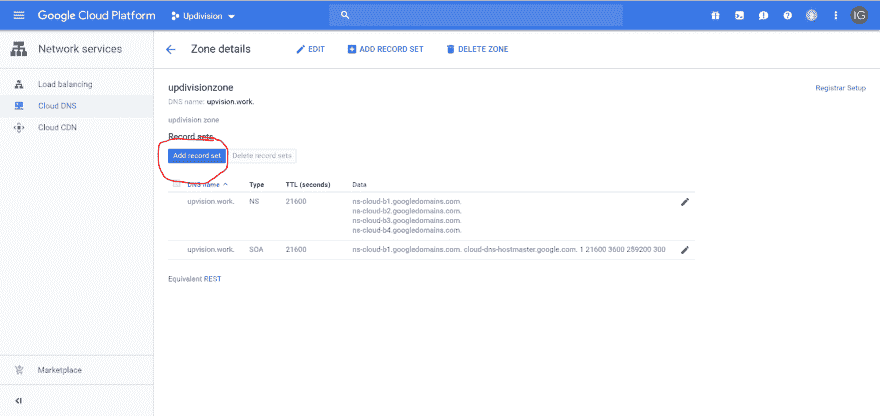 Google Cloud Platform
Updivision
IG
Network services
Zone details
EDIT
ADD RECORD SET
DELETE ZONE
Load balancing
Cloud DNS
Cloud CDN
updivisionzone
Registrar Setup
DNS name: upvision.work.
updivision zone
Record sets
Add record set
Delete record sets
DNS name
Type
TTL (seconds)
Data
upvision.work. NS 21600 ns-cloud-b1.googledomains.com.
ns-cloud-b2.googledomains.com.
ns-cloud-b3.googledomains.com.
ns-cloud-b4.googledomains.com.
upvision.work. SOA 21600 ns-cloud-b1.googledomains.com. cloud-dns-hostmaster.google.com. 1 21600 3600 259200 300
Equivalent REST
Marketplace